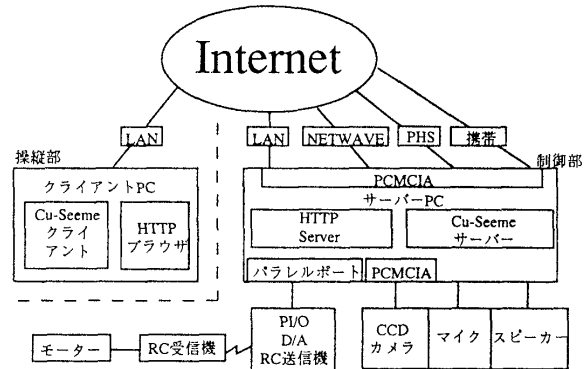 Internet
LAN
LAN
NETWAVE
PHS
携帯
操縦部
制御部
クライアントPC
Cu-Seeme
クライ
アント
HTTP
ブラウザ
PCMCIA
サーバーPC
HTTP
Server
Cu-Seeme
サーバー
パラレルポート
PCMCIA
モーター
RC受信機
PI/O
D/A
RC送信機
CCD
カメラ
マイク
スピーカー